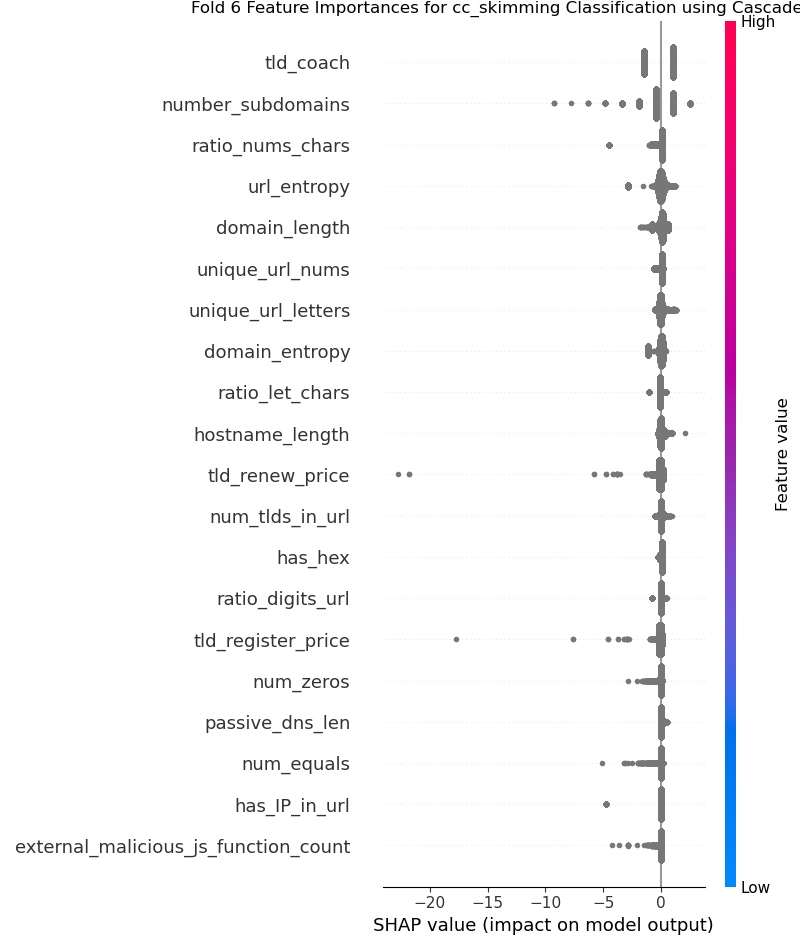 Fold 6 Feature Importances for cc_skimming Classification using Cascade
High
tld_coach
number_subdomains
ratio_nums_chars
url_entropy
domain_length
unique_url_nums
unique_url_letters
domain_entropy
ratio_let_chars
hostname_length
tld_renew_price
num_tlds_in_url
has_hex
ratio_digits_url
tld_register_price
num_zeros
passive_dns_len
num_equals
has_IP_in_url
external_malicious_js_function_count
Feature value
Low
−20 −15 −10 −5 0
SHAP value (impact on model output)